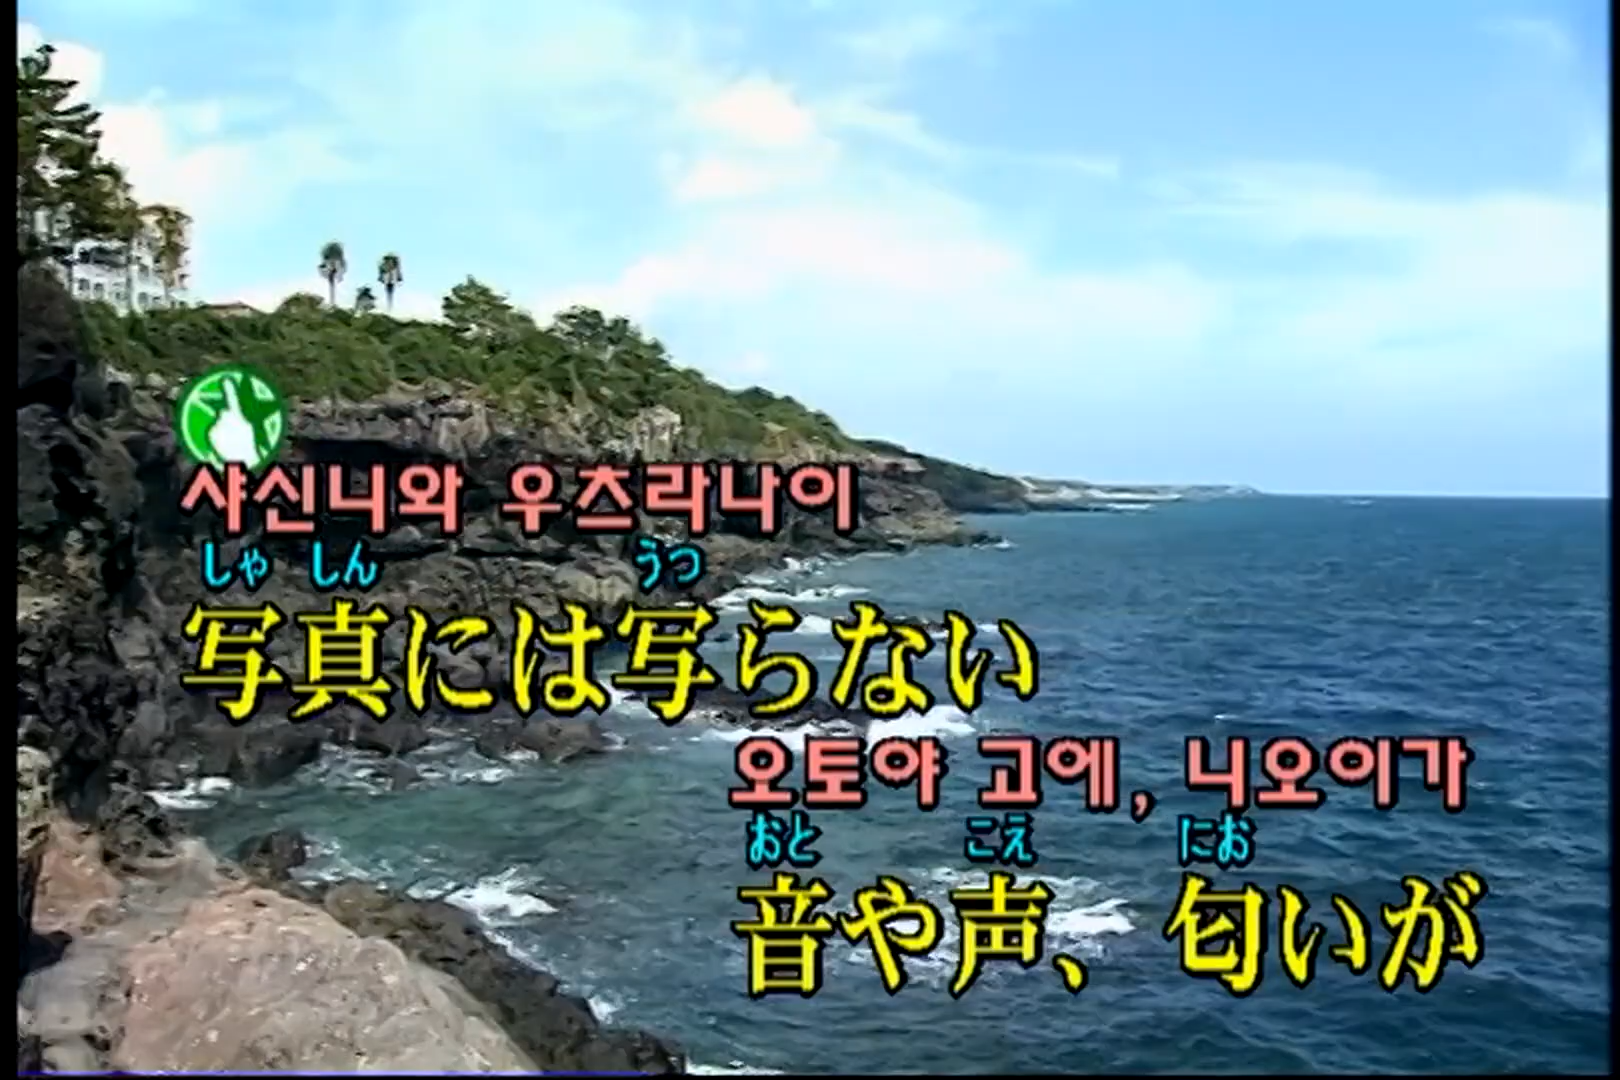 샤신니와 우츠라나이
しゃ しん うつ
写真には写らない
오토야 고에, 니오이가
おと こえ にお
音や声、匂いが